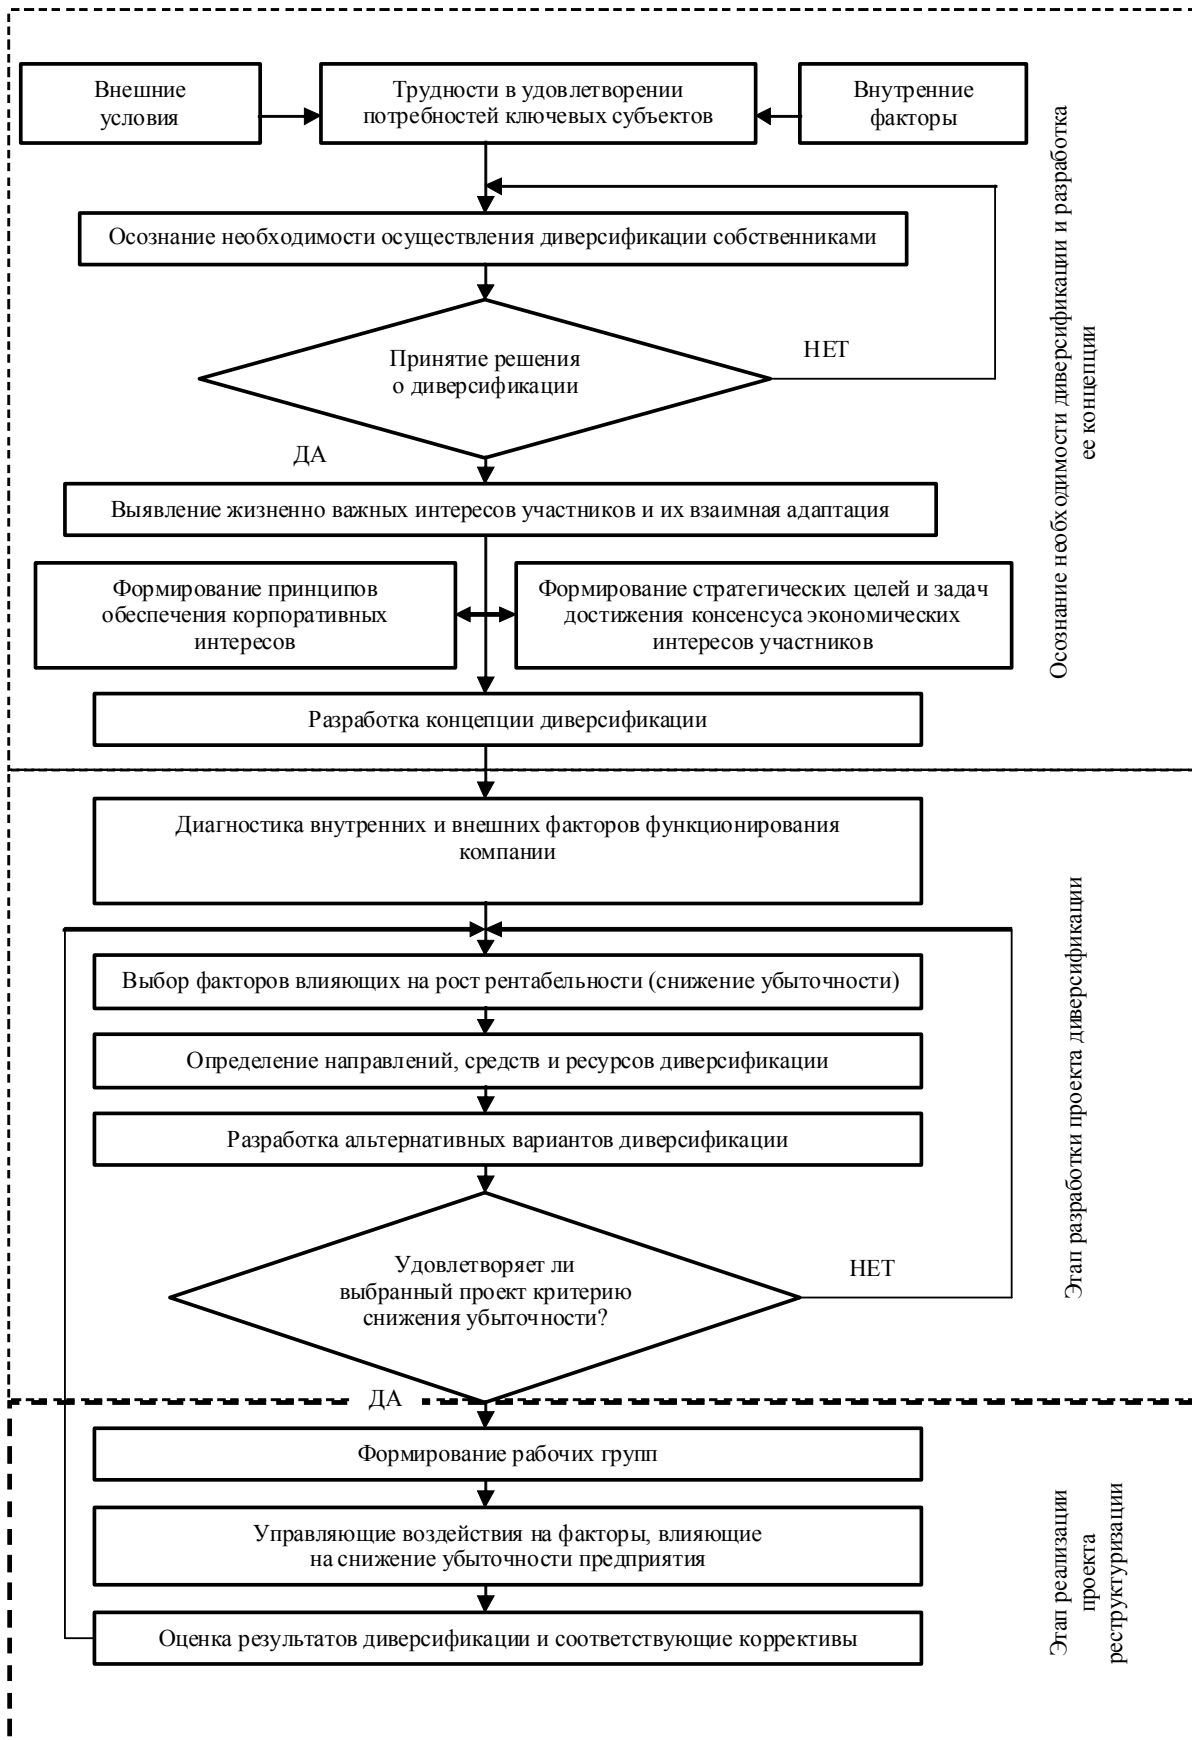 Внешние
условия
Трудности в удовлетворении
потребностей ключевых субъектов
Внутренние
факторы
Осознание необходимости осуществления диверсификации собственниками
Принятие решения
о диверсификации
НЕТ
ДА
Выявление жизненно важных интересов участников и их взаимная адаптация
Формирование принципов
обеспечения корпоративных
интересов
Формирование стратегических целей и задач
достижения консенсуса экономических
интересов участников
Разработка концепции диверсификации
Осознание необходимости диверсификации и разработка
ее концепции
Диагностика внутренних и внешних факторов функционирования
компании
Выбор факторов влияющих на рост рентабельности (снижение убыточности)
Определение направлений, средств и ресурсов диверсификации
Разработка альтернативных вариантов диверсификации
Удовлетворяет ли
выбранный проект критерию
снижения убыточности?
НЕТ
ДА
Этап разработки проекта диверсификации
Формирование рабочих групп
Управляющие воздействия на факторы, влияющие
на снижение убыточности предприятия
Оценка результатов диверсификации и соответствующие коррективы
Этап реализации
проекта
реструктуризации